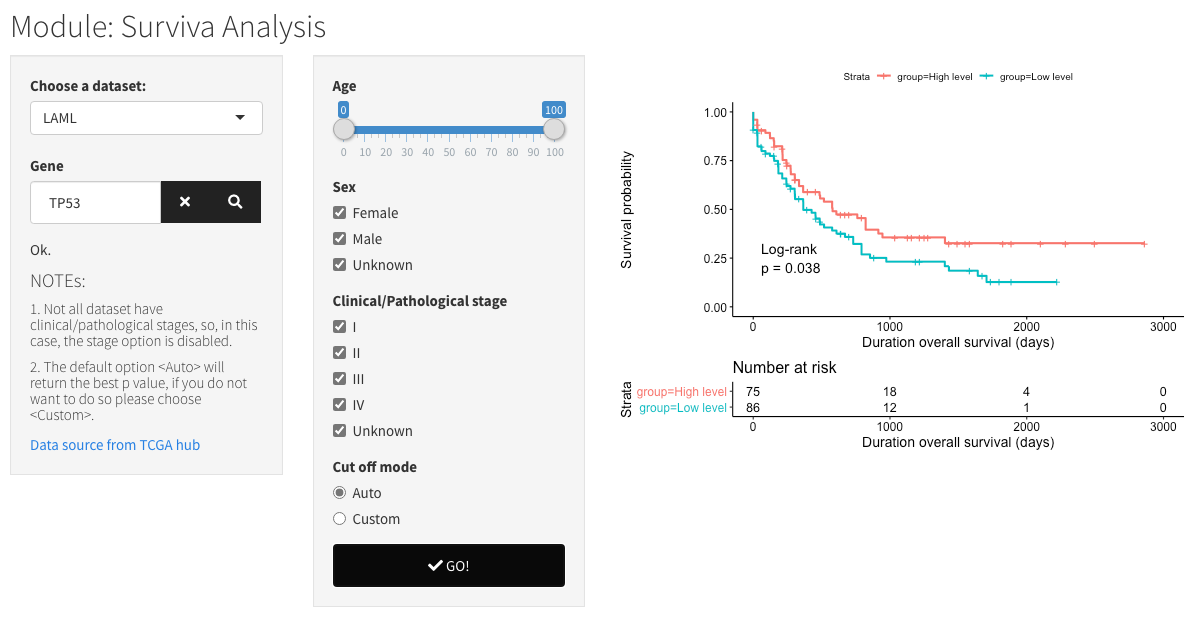 Module: Surviva Analysis
Choose a dataset:
LAML
Gene
TP53
Ok.
NOTEs:
1. Not all dataset have
clinical/pathological stages, so, in this
case, the stage option is disabled.
2. The default option <Auto> will
return the best p value, if you do not
want to do so please choose
<Custom>.
Data source from TCGA hub
Age
0 100
0 10 20 30 40 50 60 70 80 90 100
Sex
Female
Male
Unknown
Clinical/Pathological stage
I
II
III
IV
Unknown
Cut off mode
Auto
Custom
GO!
Strata group=High level group=Low level
Survival probability
1.00
0.75
0.50
0.25
0.00
Log-rank
p = 0.038
0 1000 2000 3000
Duration overall survival (days)
Number at risk
Strata
group=High level 75 18 4 0
group=Low level 86 12 1 0
0 1000 2000 3000
Duration overall survival (days)